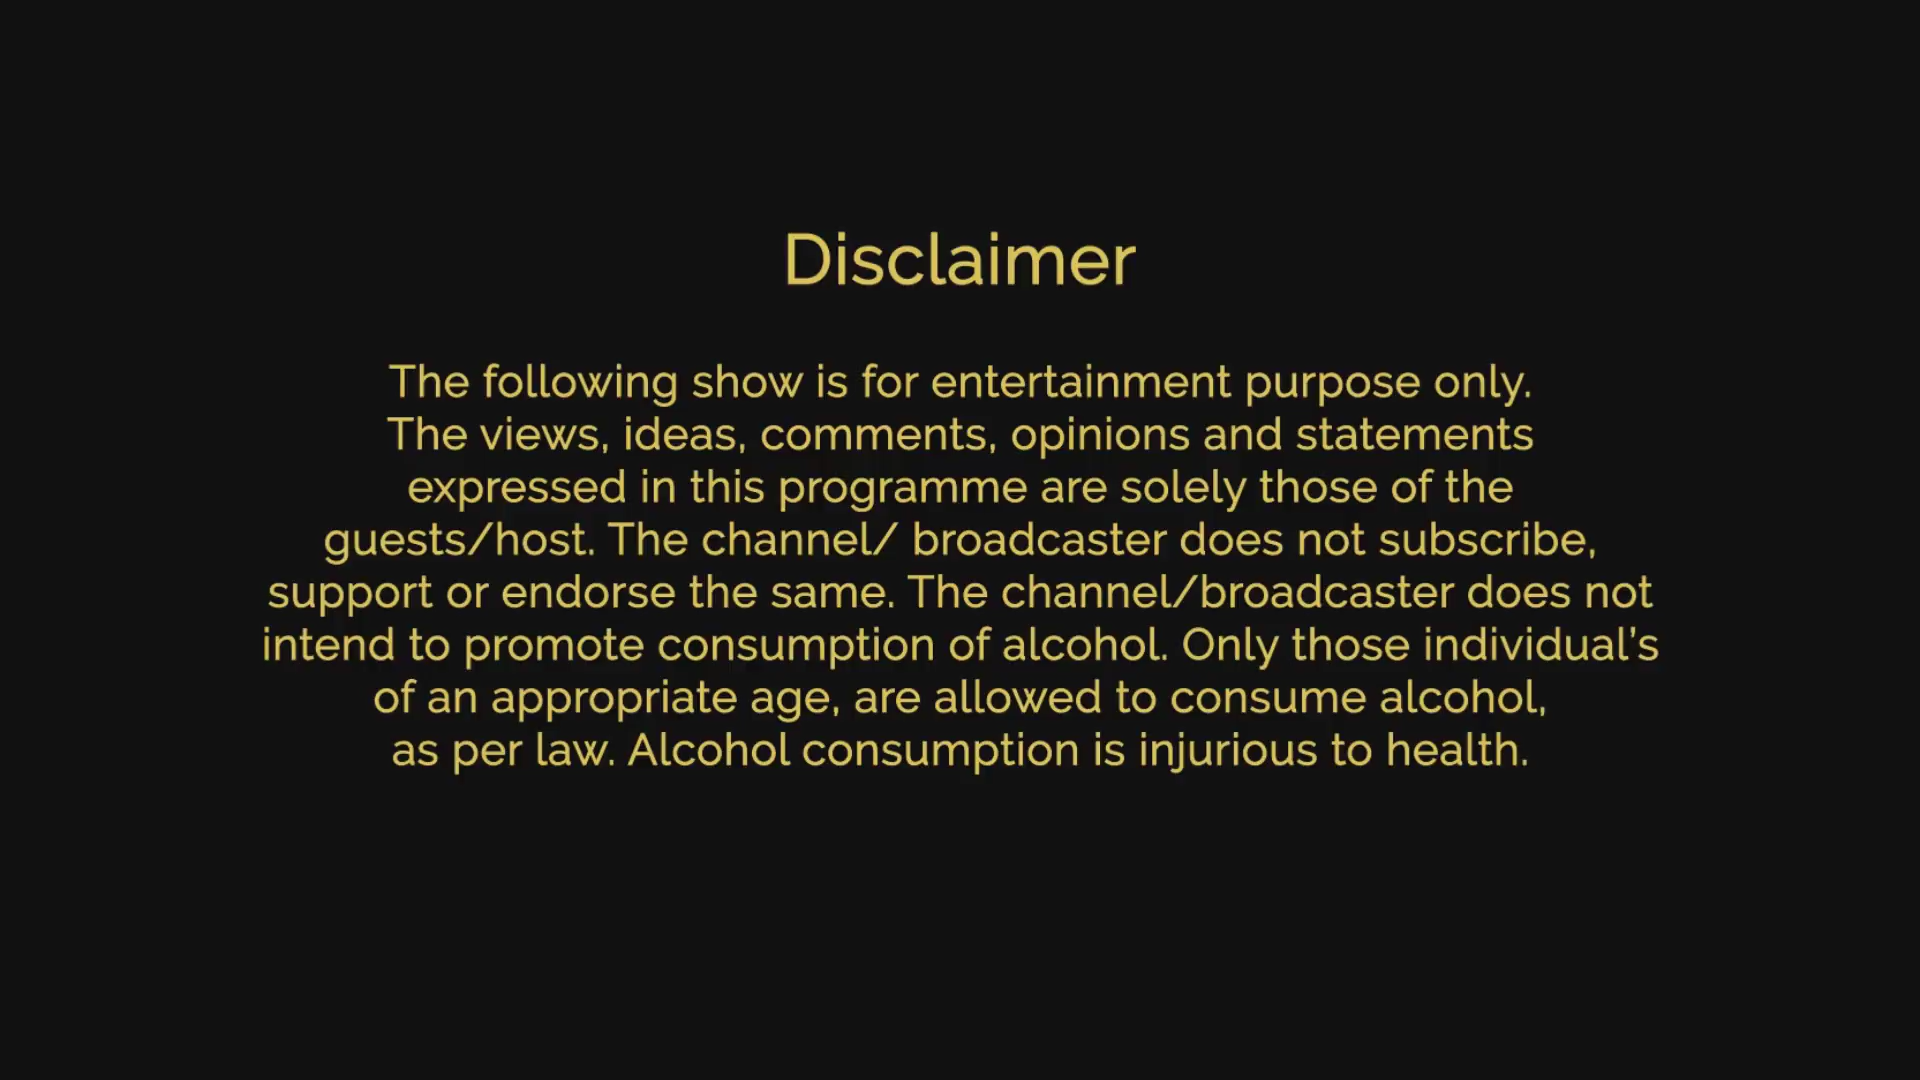 Disclaimer
The following show is for entertainment purpose only.
The views, ideas, comments, opinions and statements
expressed in this programme are solely those of the
guests/host. The channel/ broadcaster does not subscribe,
support or endorse the same. The channel/broadcaster does not
intend to promote consumption of alcohol. Only those individual’s
of an appropriate age, are allowed to consume alcohol,
as per law. Alcohol consumption is injurious to health.